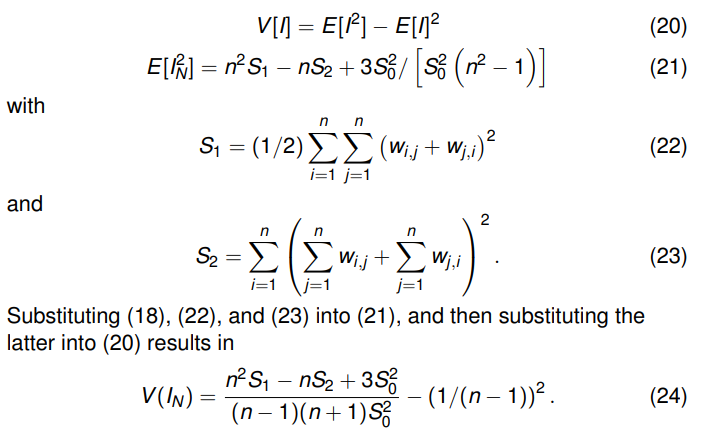 V[I] = E[I²] − E[I]² (20)
E[I²_N] = n²S₁ − nS₂ + 3S₀²/ [S₀² (n² − 1)] (21)
with
S₁ = (1/2) ∑_{i=1}^{n} ∑_{j=1}^{n} (w_{i,j} + w_{j,i})² (22)
and
S₂ = ∑_{i=1}^{n} (∑_{j=1}^{n} w_{i,j} + ∑_{j=1}^{n} w_{j,i})². (23)
Substituting (18), (22), and (23) into (21), and then substituting the
latter into (20) results in
V(I_N) = \frac{n²S₁ − nS₂ + 3S₀²}{(n − 1)(n + 1)S₀²} − (1/(n − 1))². (24)